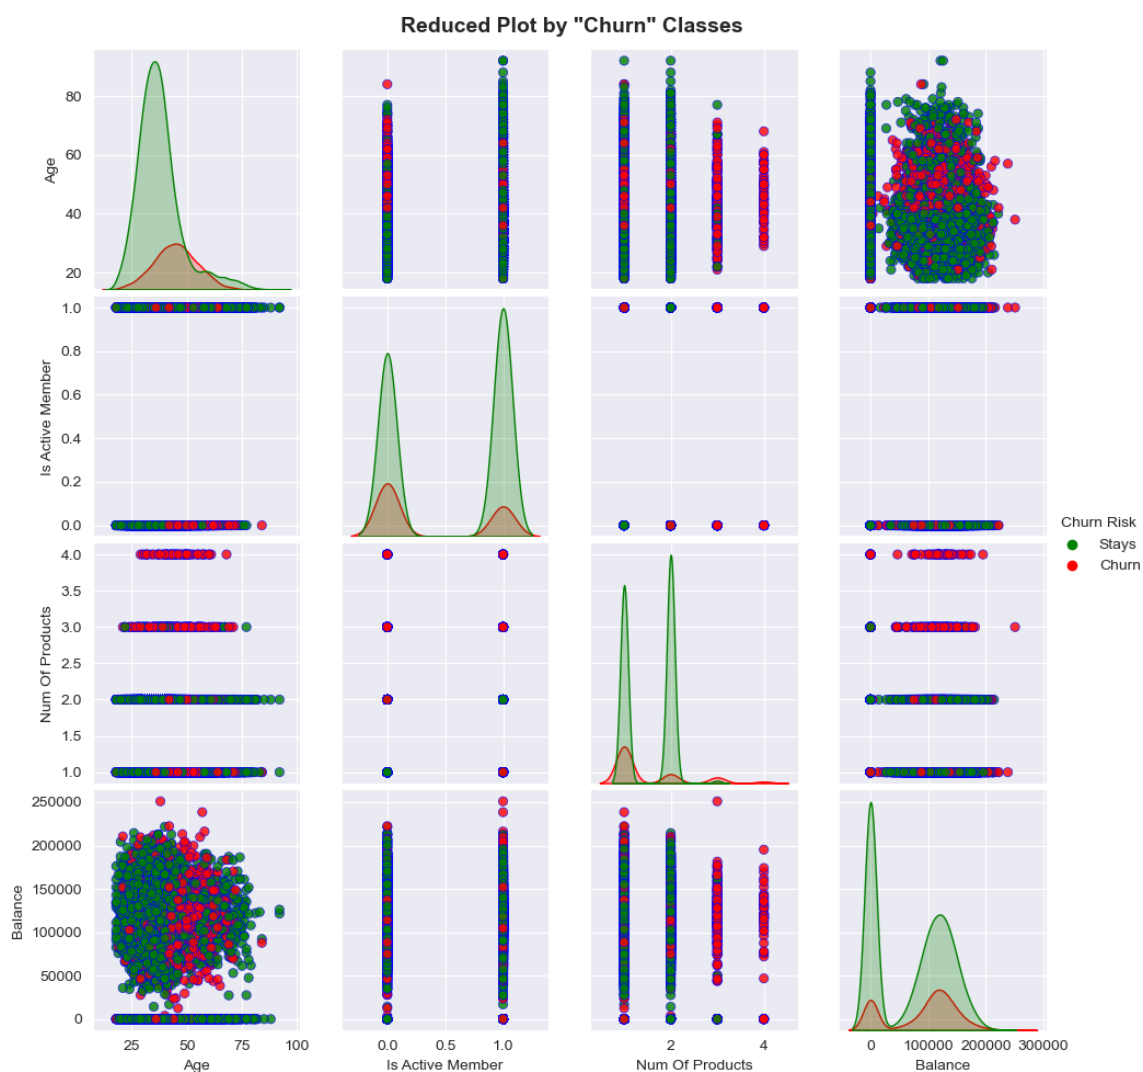 Reduced Plot by "Churn" Classes
Age
80
60
40
20
Is Active Member
1.0
0.8
0.6
0.4
0.2
0.0
Num Of Products
4.0
3.5
3.0
2.5
2.0
1.5
1.0
Balance
250000
200000
150000
100000
50000
0
25 50 75 100
Age
0.0 0.5 1.0
Is Active Member
2 4
Num Of Products
0 100000 200000 300000
Balance
Churn Risk
Stays
Churn